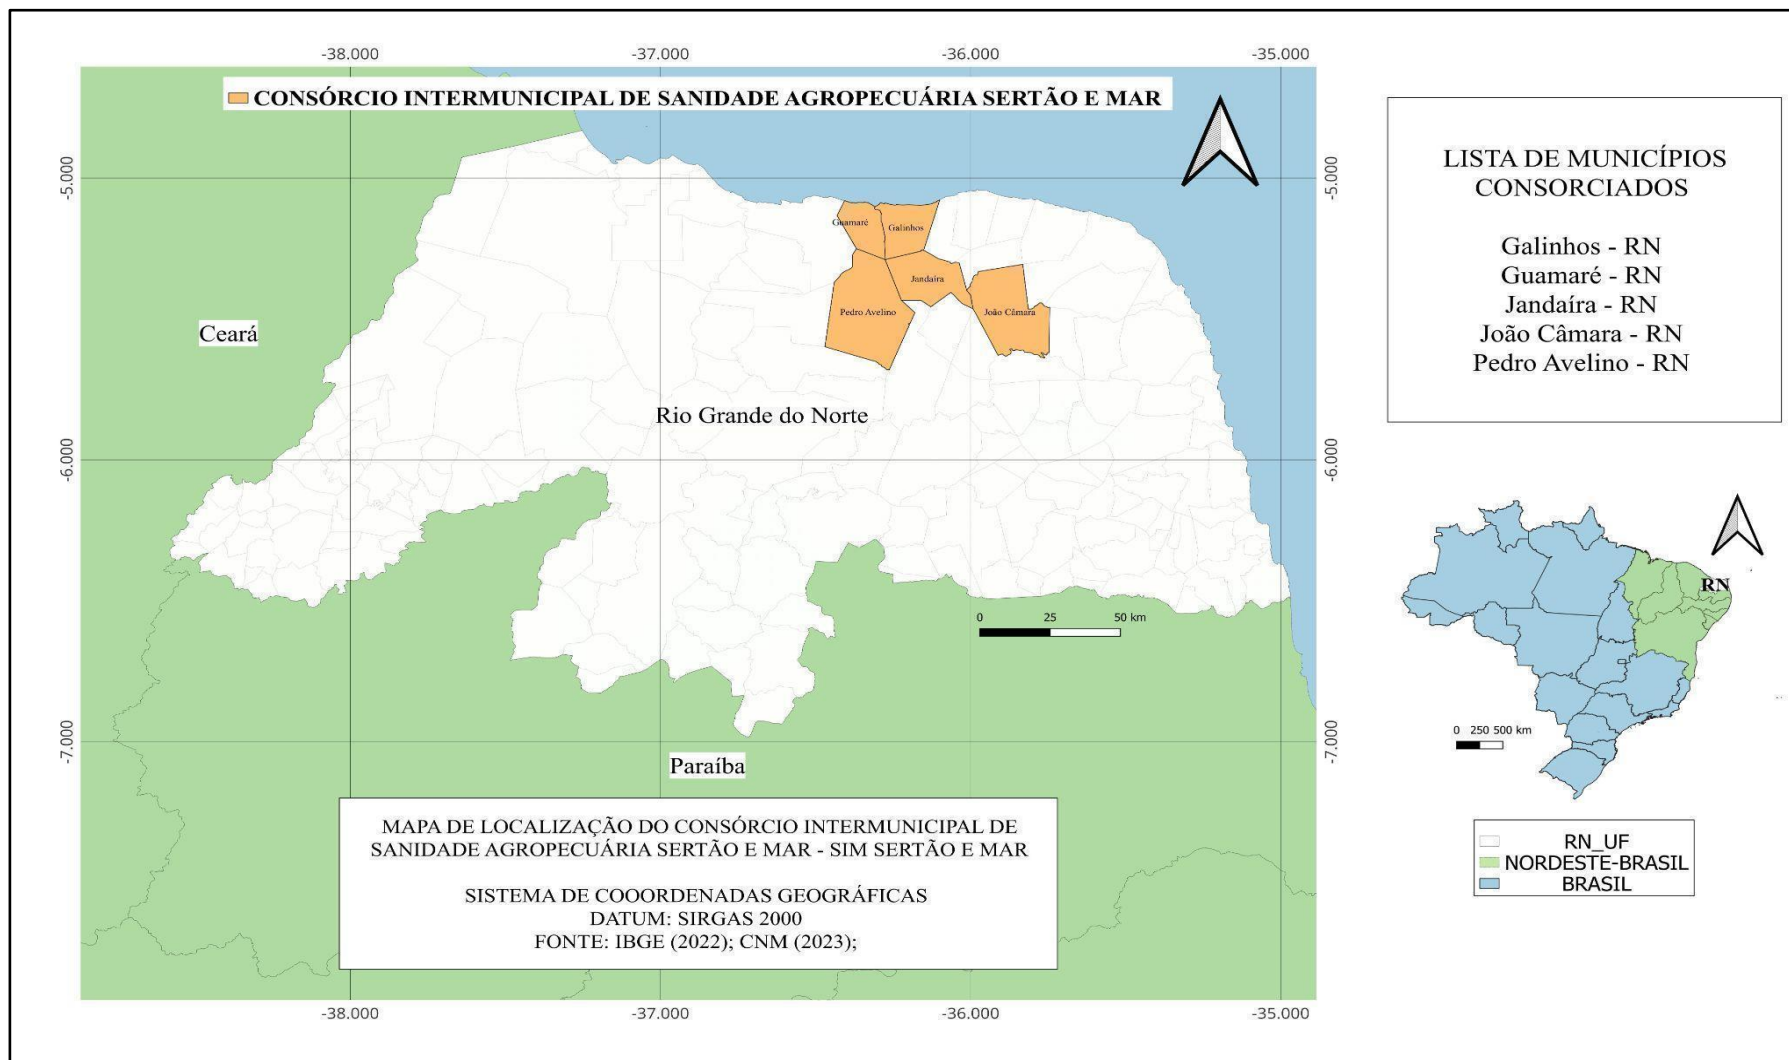 -38.000
-37.000
-36.000
-35.000
CONSÓRCIO INTERMUNICIPAL DE SANIDADE AGROPECUÁRIA SERTÃO E MAR
-5.000
-5.000
Guamaré
Galinhos
Jandaíra
Pedro Avelino
João Câmara
Ceará
Rio Grande do Norte
-6.000
-6.000
0 25 50 km
-7.000
-7.000
Paraíba
MAPA DE LOCALIZAÇÃO DO CONSÓRCIO INTERMUNICIPAL DE
SANIDADE AGROPECUÁRIA SERTÃO E MAR - SIM SERTÃO E MAR
SISTEMA DE COOORDENADAS GEOGRÁFICAS
DATUM: SIRGAS 2000
FONTE: IBGE (2022); CNM (2023);
-38.000
-37.000
-36.000
-35.000
LISTA DE MUNICÍPIOS
CONSORCIADOS
Galinhos - RN
Guamaré - RN
Jandaíra - RN
João Câmara - RN
Pedro Avelino - RN
RN
0 250 500 km
RN_UF
NORDESTE-BRASIL
BRASIL